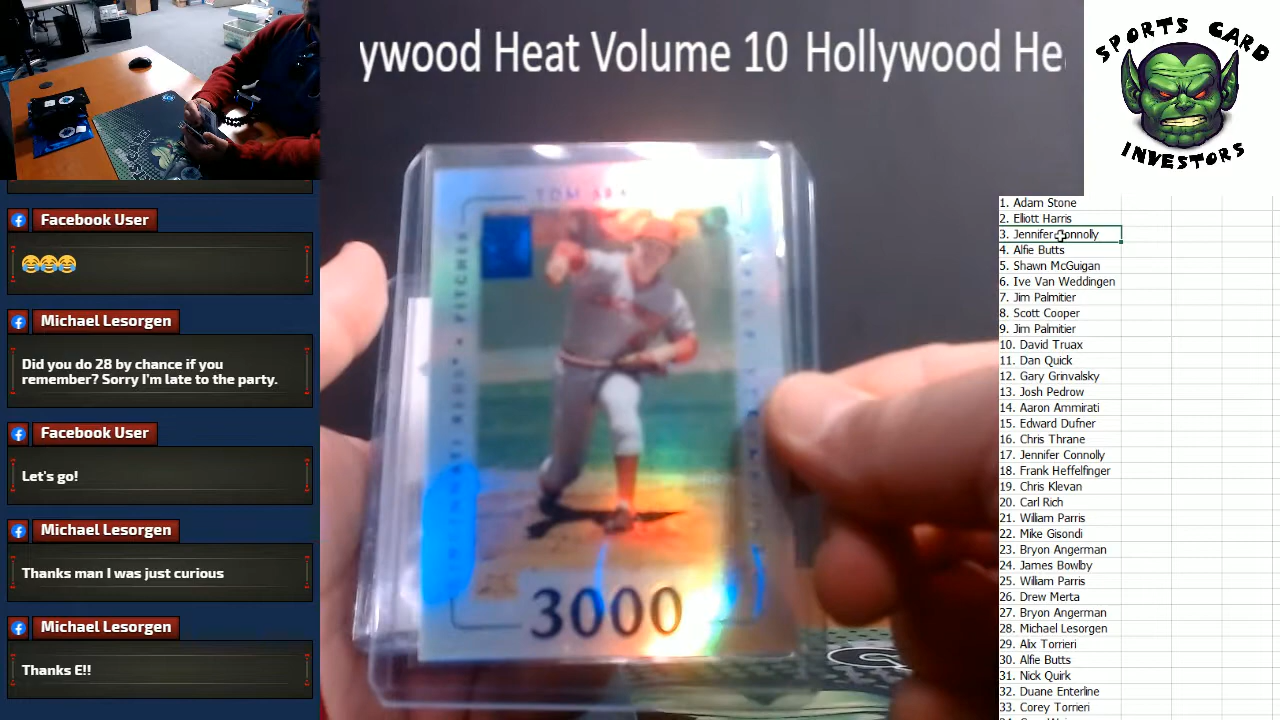 ywood Heat Volume 10 Hollywood He
SPORTS CARD
INVESTORS
Facebook User
😂😂😂
Michael Lesorgen
Did you do 28 by chance if you
remember? Sorry I'm late to the party.
Facebook User
Let's go!
Michael Lesorgen
Thanks man I was just curious
Michael Lesorgen
Thanks E!!
TOM SEA
CINCINNATI REDS • PITCHER
3000
1. Adam Stone
2. Elliott Harris
3. Jennifer Connolly
4. Alfie Butts
5. Shawn McGuigan
6. Ive Van Weddingen
7. Jim Palmitier
8. Scott Cooper
9. Jim Palmitier
10. David Truax
11. Dan Quick
12. Gary Grinvalsky
13. Josh Pedrow
14. Aaron Ammirati
15. Edward Dufner
16. Chris Thrane
17. Jennifer Connolly
18. Frank Heffelfinger
19. Chris Klevan
20. Carl Rich
21. William Parris
22. Mike Gisondi
23. Bryon Angerman
24. James Bowlby
25. William Parris
26. Drew Merta
27. Bryon Angerman
28. Michael Lesorgen
29. Alix Torrieri
30. Alfie Butts
31. Nick Quirk
32. Duane Enterline
33. Corey Torrieri